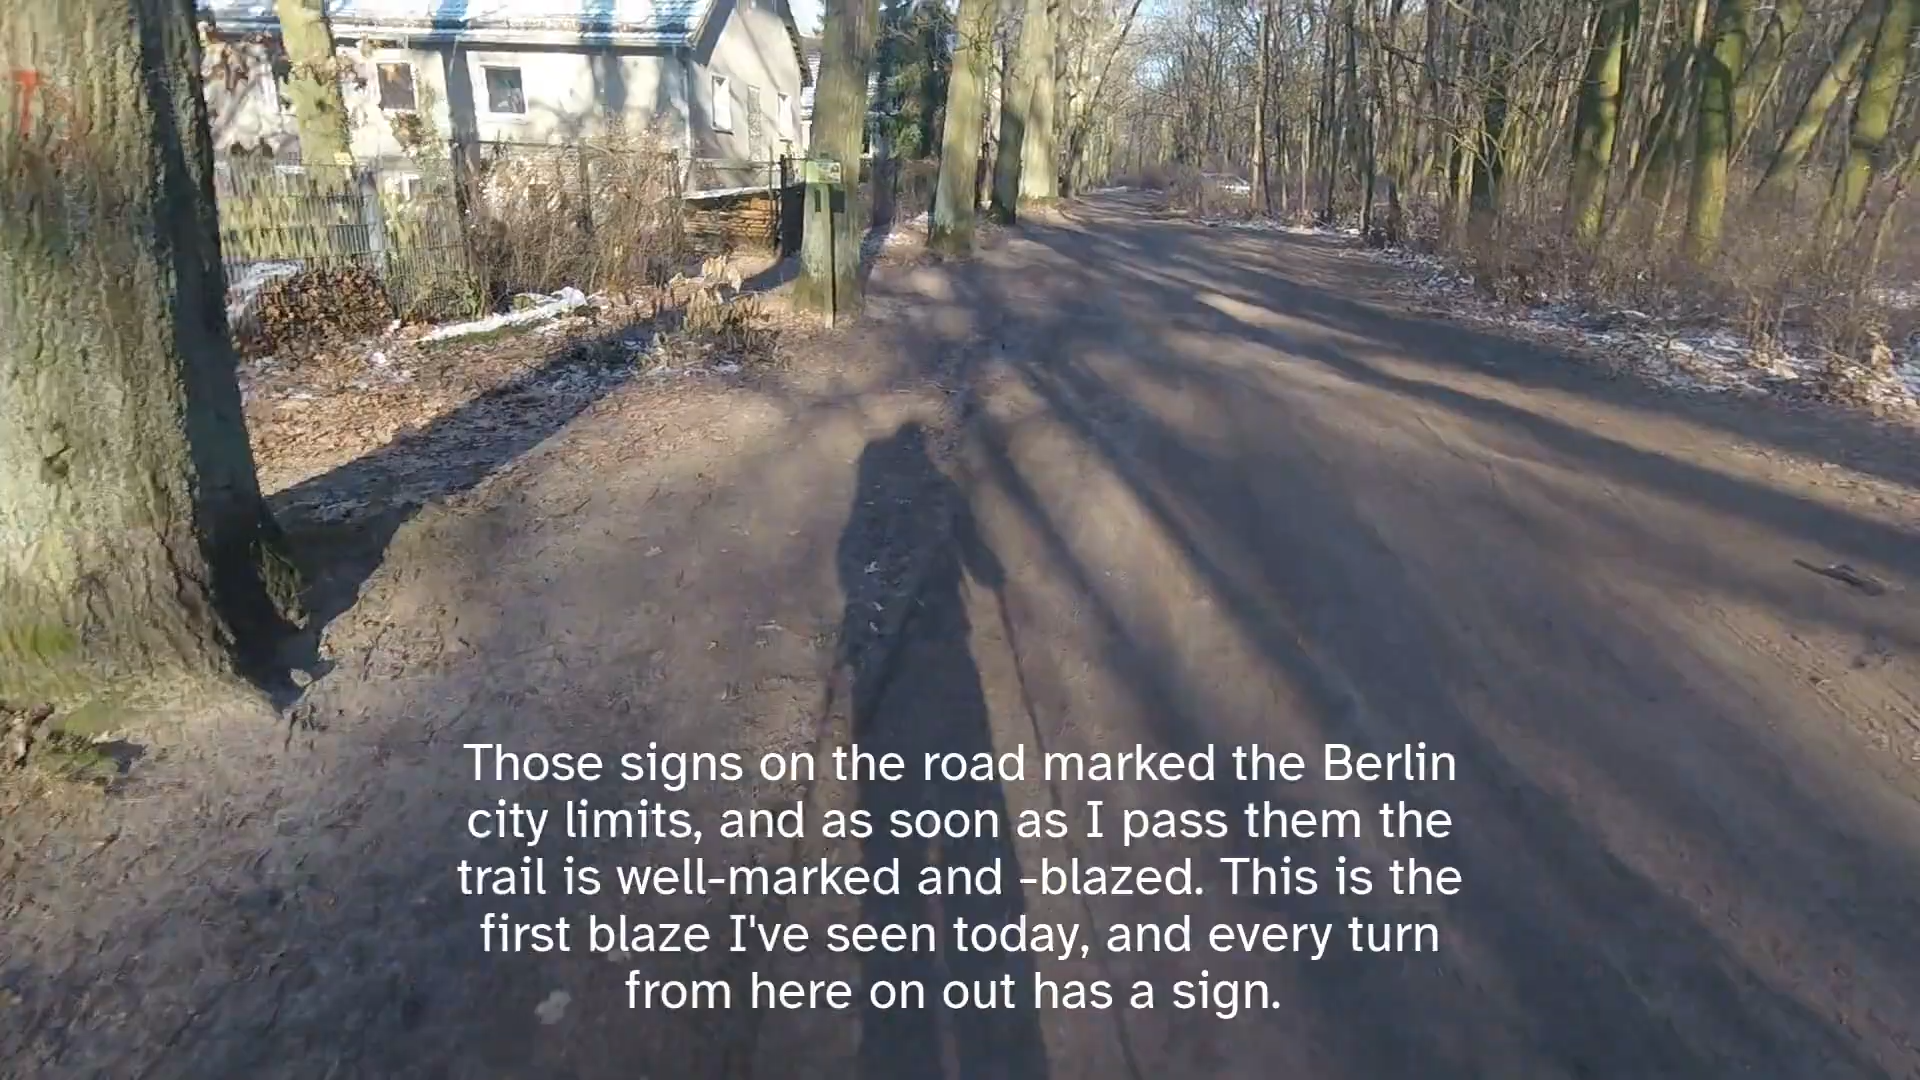 Those signs on the road marked the Berlin
city limits, and as soon as I pass them the
trail is well-marked and -blazed. This is the
first blaze I've seen today, and every turn
from here on out has a sign.